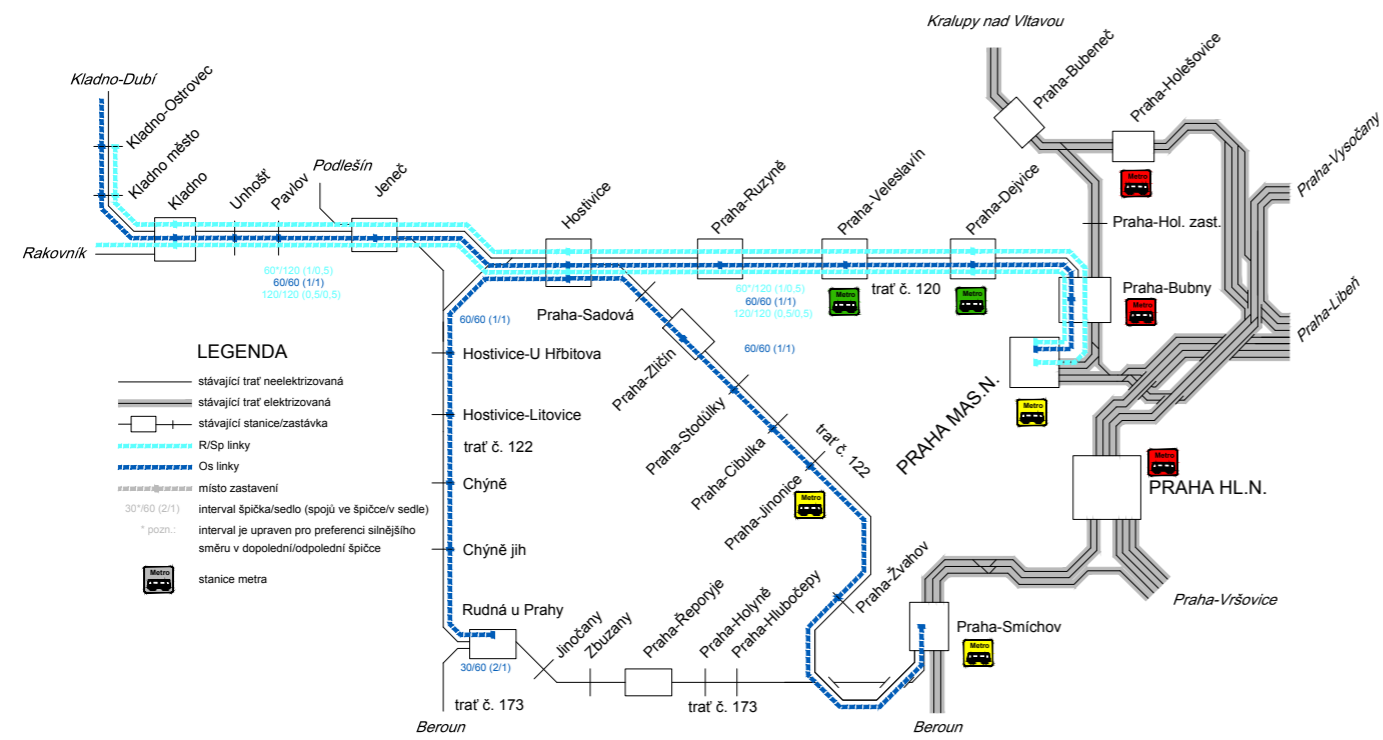 Kralupy nad Vltavou
Praha-Bubeneč
Praha-Holešovice
Metro
Praha-Vysočany
Praha-Libeň
Kladno-Dubí
Kladno-Ostrovec
Kladno město
Kladno
Unhošť
Pavlov
Podlešín
Jeneč
Hostivice
Praha-Ruzyně
Praha-Veleslavín
Praha-Dejvice
Praha-Hol. zast.
Rakovník
60*/120 (1/0,5)
60/60 (1/1)
120/120 (0,5/0,5)
60*/120 (1/0,5)
60/60 (1/1)
120/120 (0,5/0,5)
Metro
Metro
trať č. 120
Praha-Bubny
Metro
60/60 (1/1)
Praha-Sadová
60/60 (1/1)
Praha-Zličín
Praha-Stodůlky
Praha-Cibulka
Praha-Jinonice
Metro
trať č. 122
PRAHA MAS.N.
Metro
Metro
PRAHA HL.N.
LEGENDA
stávající trať neelektrizovaná
stávající trať elektrizovaná
stávající stanice/zastávka
R/Sp linky
Os linky
místo zastavení
30*/60 (2/1)
interval špička/sedlo (spojů ve špičce/v sedle)
* pozn.:
interval je upraven pro preferenci silnějšího
směru v dopolední/odpolední špičce
Metro
stanice metra
Hostivice-U Hřbitova
Hostivice-Litovice
trať č. 122
Chýně
Chýně jih
Rudná u Prahy
30/60 (2/1)
trať č. 173
Beroun
Jinočany
Zbuzany
Praha-Řeporyje
Praha-Holyně
Praha-Hlubočepy
trať č. 173
Praha-Žvahov
Praha-Smíchov
Metro
Praha-Vršovice
Beroun